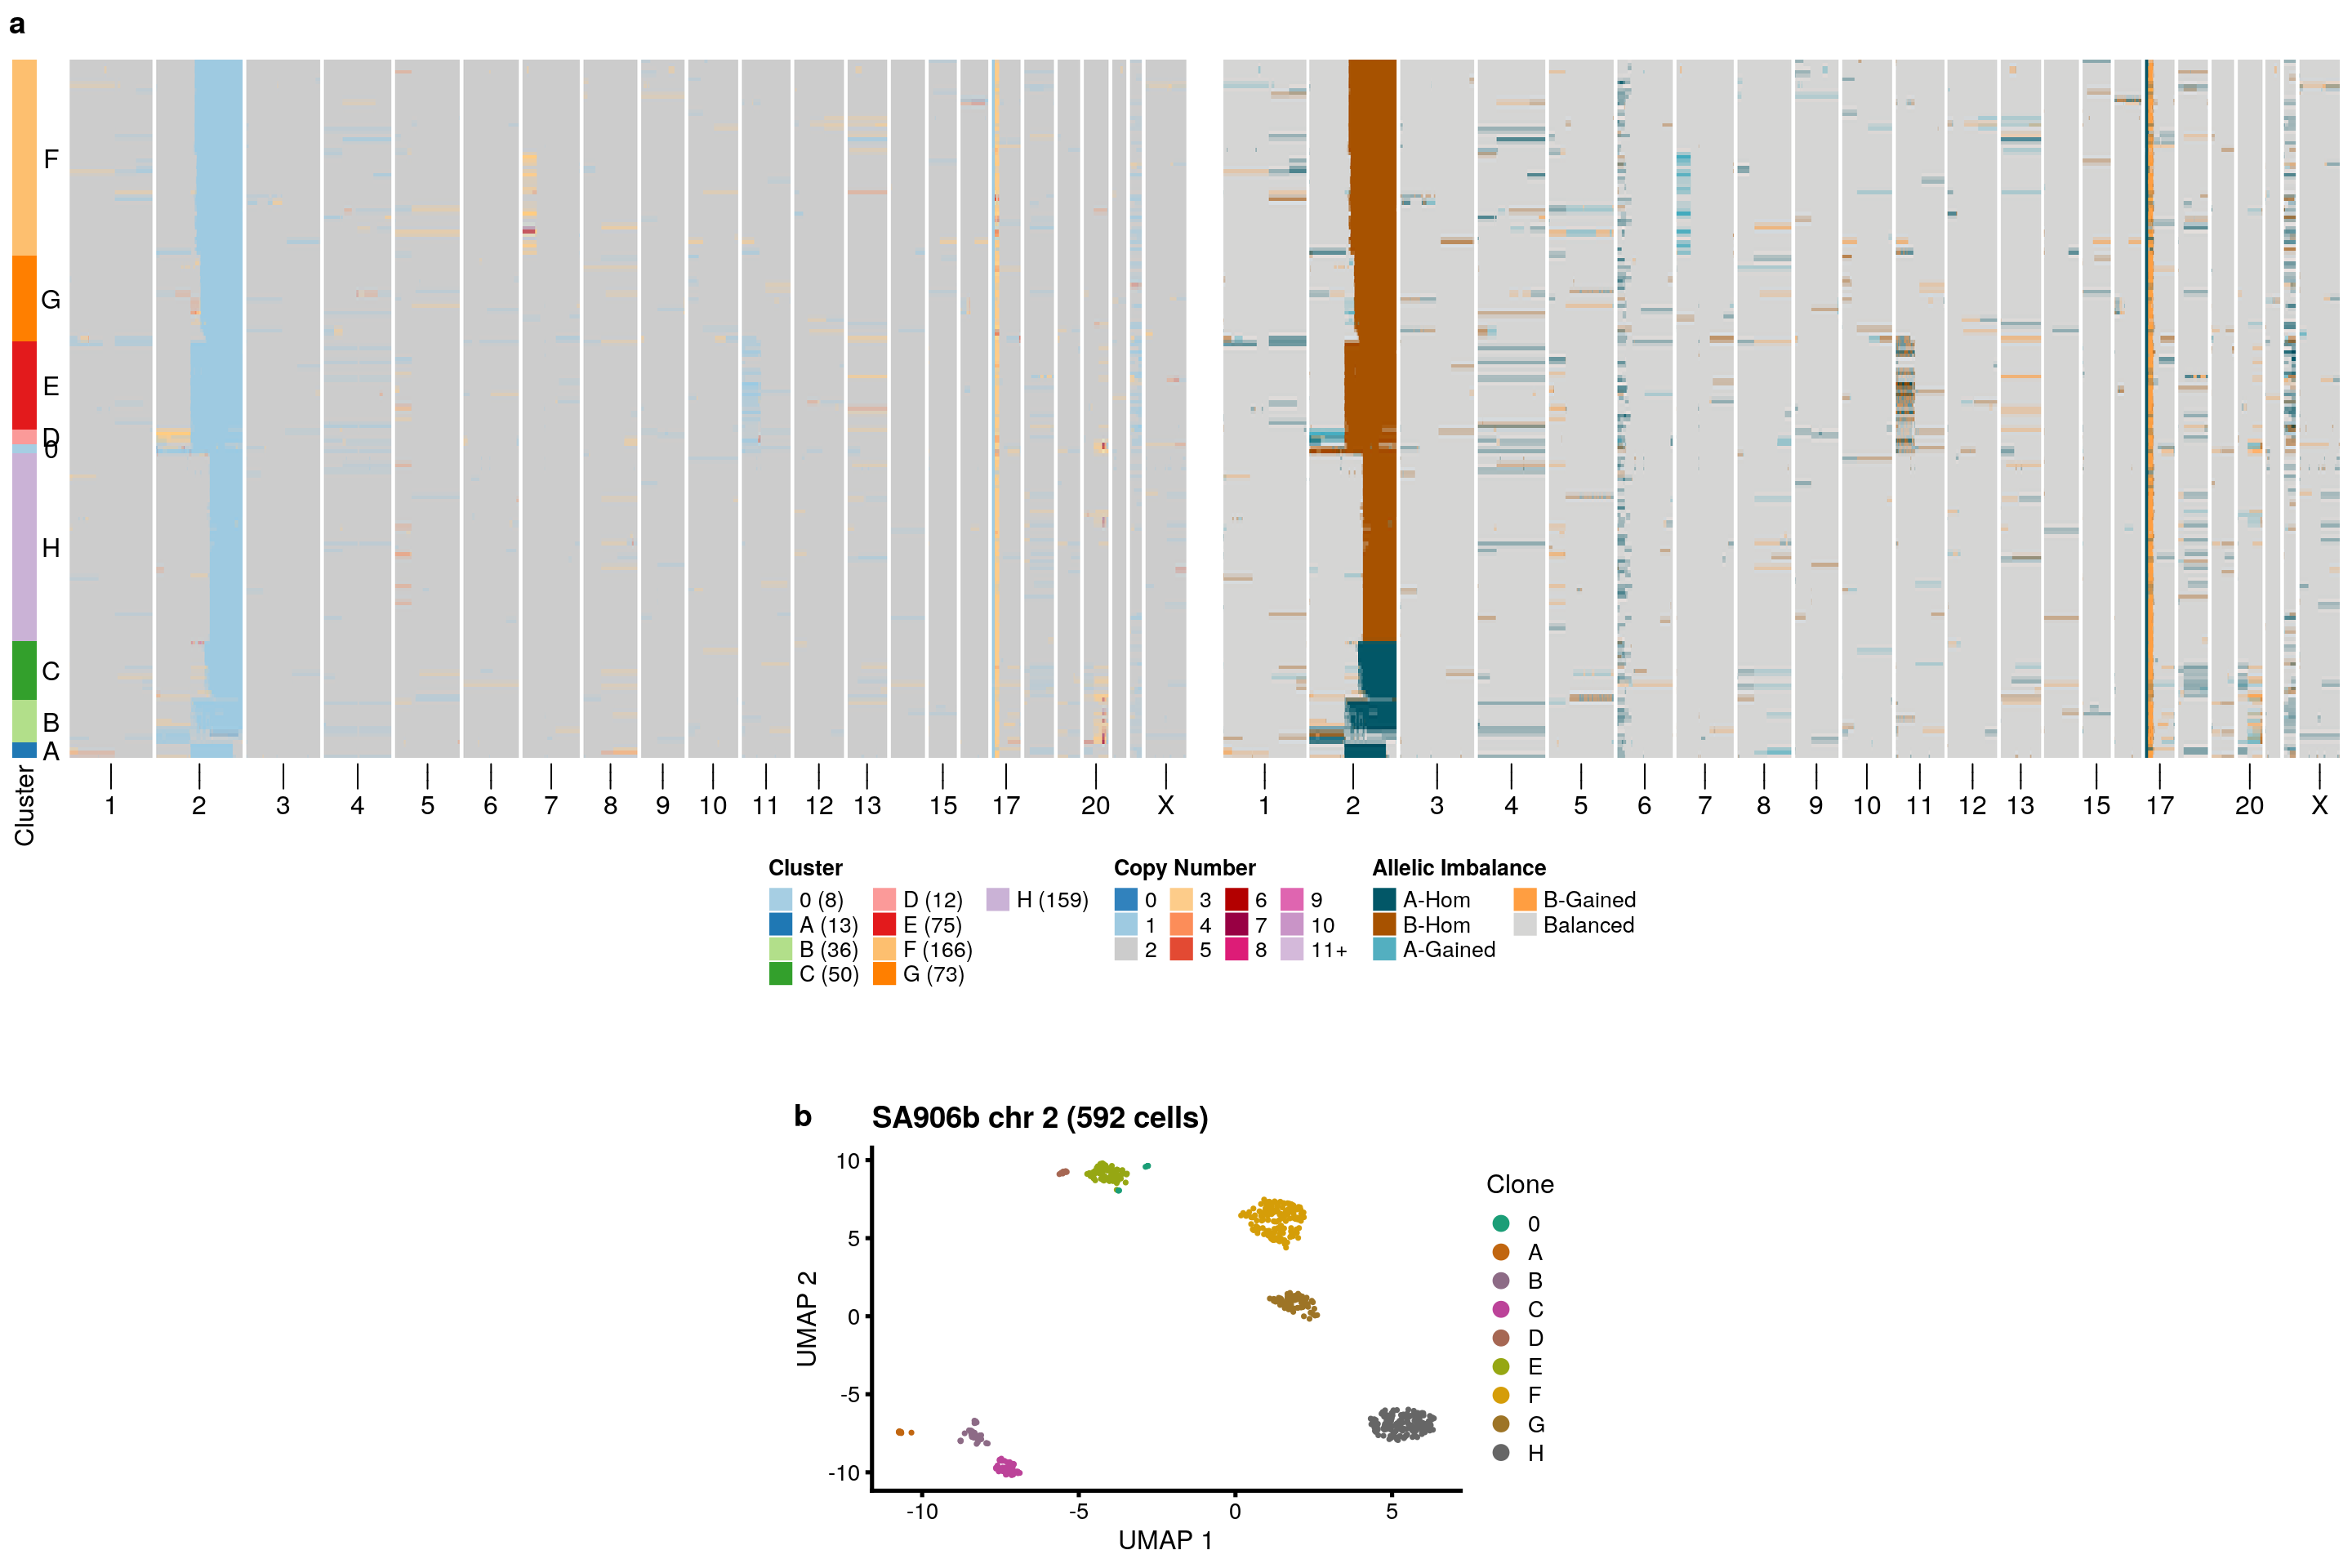 a
F
G
E
D
0
H
C
B
A
Cluster
1 2 3 4 5 6 7 8 9 10 11 12 13 15 17 20 X
1 2 3 4 5 6 7 8 9 10 11 12 13 15 17 20 X
Cluster
0 (8)
A (13)
B (36)
C (50)
D (12)
E (75)
F (166)
G (73)
H (159)
Copy Number
0
1
2
3
4
5
6
7
8
9
10
11+
Allelic Imbalance
A-Hom
B-Hom
A-Gained
B-Gained
Balanced
b
SA906b chr 2 (592 cells)
UMAP 2
10
5
0
-5
-10
-10 -5 0 5
UMAP 1
Clone
0
A
B
C
D
E
F
G
H